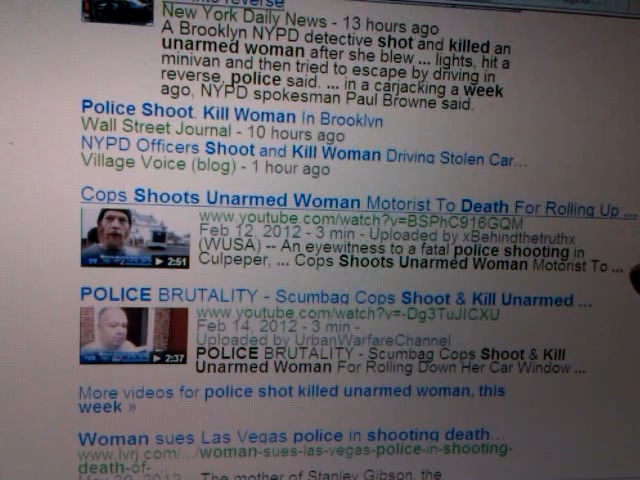 into reverse
New York Daily News - 13 hours ago
A Brooklyn NYPD detective shot and killed an
unarmed woman after she blew ... lights, hit a
minivan and then tried to escape by driving in
reverse, police said. ... in a carjacking a week
ago, NYPD spokesman Paul Browne said.
Police Shoot, Kill Woman In Brooklyn
Wall Street Journal - 10 hours ago
NYPD Officers Shoot and Kill Woman Driving Stolen Car...
Village Voice (blog) - 1 hour ago
Cops Shoots Unarmed Woman Motorist To Death For Rolling Up ...
www.youtube.com/watch?v=BSPhC916GQM
Feb 12, 2012 - 3 min - Uploaded by xBehindthetruthx
(WUSA) -- An eyewitness to a fatal police shooting in
Culpeper, ... Cops Shoots Unarmed Woman Motorist To ...
2:51
POLICE BRUTALITY - Scumbag Cops Shoot & Kill Unarmed ...
www.youtube.com/watch?v=-Dg3TuJICXU
Feb 14, 2012 - 3 min -
Uploaded by UrbanWarfareChannel
POLICE BRUTALITY - Scumbag Cops Shoot & Kill
Unarmed Woman For Rolling Down Her Car Window ...
2:37
More videos for police shot killed unarmed woman, this
week »
Woman sues Las Vegas police in shooting death...
www.lvrj.com/.../woman-sues-las-vegas-police-in-shooting-
death-of-
2012 - The mother of Stanley Gibson, the